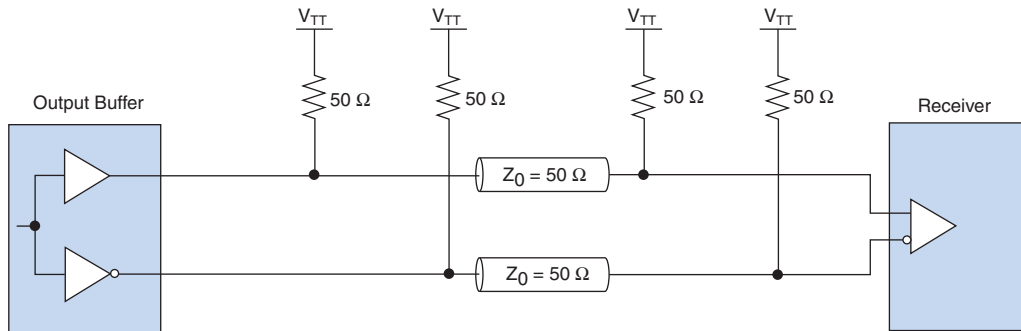 V_TT V_TT V_TT V_TT
50 Ω 50 Ω 50 Ω 50 Ω
Output Buffer Receiver
Z_0 = 50 Ω
Z_0 = 50 Ω